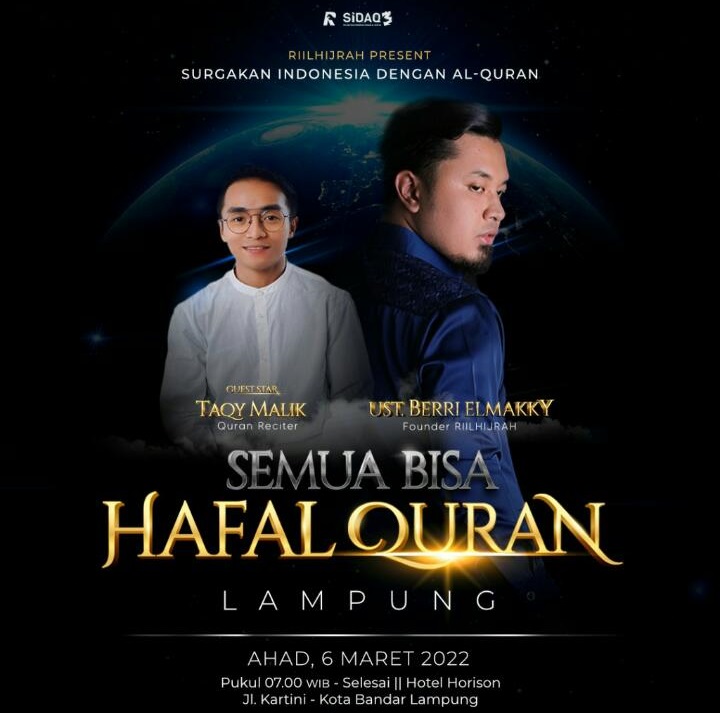 SiDAQ3
RIILHIJRAH PRESENT
SURGAKAN INDONESIA DENGAN AL-QURAN
GUEST STAR
TAQY MALIK
Quran Reciter
UST. BERRI ELMAKKY
Founder RIILHIJRAH
SEMUA BISA
HAFAL QURAN
LAMPUNG
AHAD, 6 MARET 2022
Pukul 07.00 WIB - Selesai || Hotel Horison
Jl. Kartini - Kota Bandar Lampung